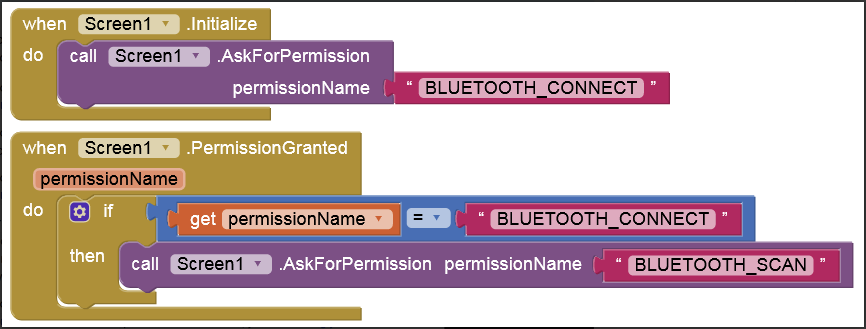 when Screen1 .Initialize
do call Screen1 .AskForPermission
permissionName “ BLUETOOTH_CONNECT ”
when Screen1 .PermissionGranted
permissionName
do if get permissionName = “ BLUETOOTH_CONNECT ”
then call Screen1 .AskForPermission permissionName “ BLUETOOTH_SCAN ”